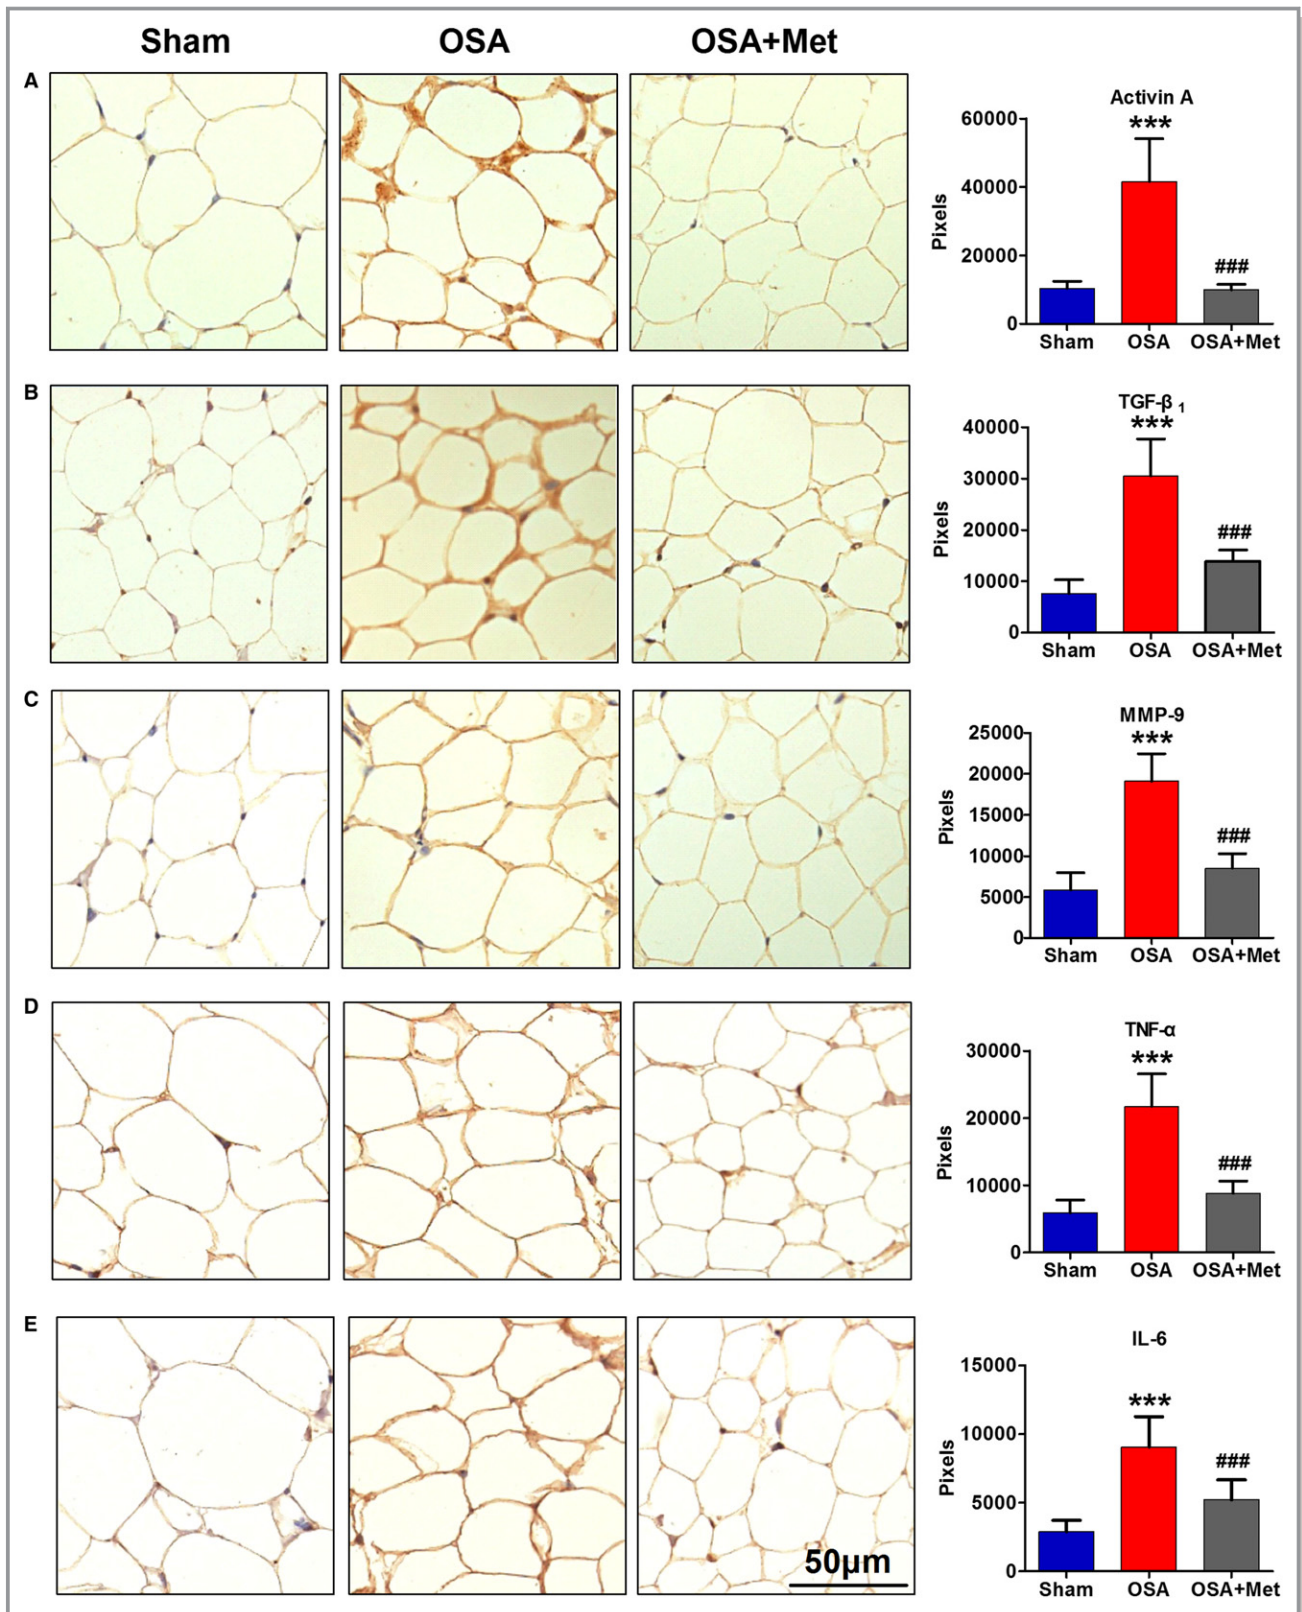 Sham OSA OSA+Met
A
Activin A
***
60000
40000
20000
0
Pixels
###
Sham OSA OSA+Met
B
TGF-β 1
***
40000
30000
20000
10000
0
Pixels
###
Sham OSA OSA+Met
C
MMP-9
***
25000
20000
15000
10000
5000
0
Pixels
###
Sham OSA OSA+Met
D
TNF-α
***
30000
20000
10000
0
Pixels
###
Sham OSA OSA+Met
E
IL-6
15000
***
10000
5000
0
Pixels
###
50µm
Sham OSA OSA+Met